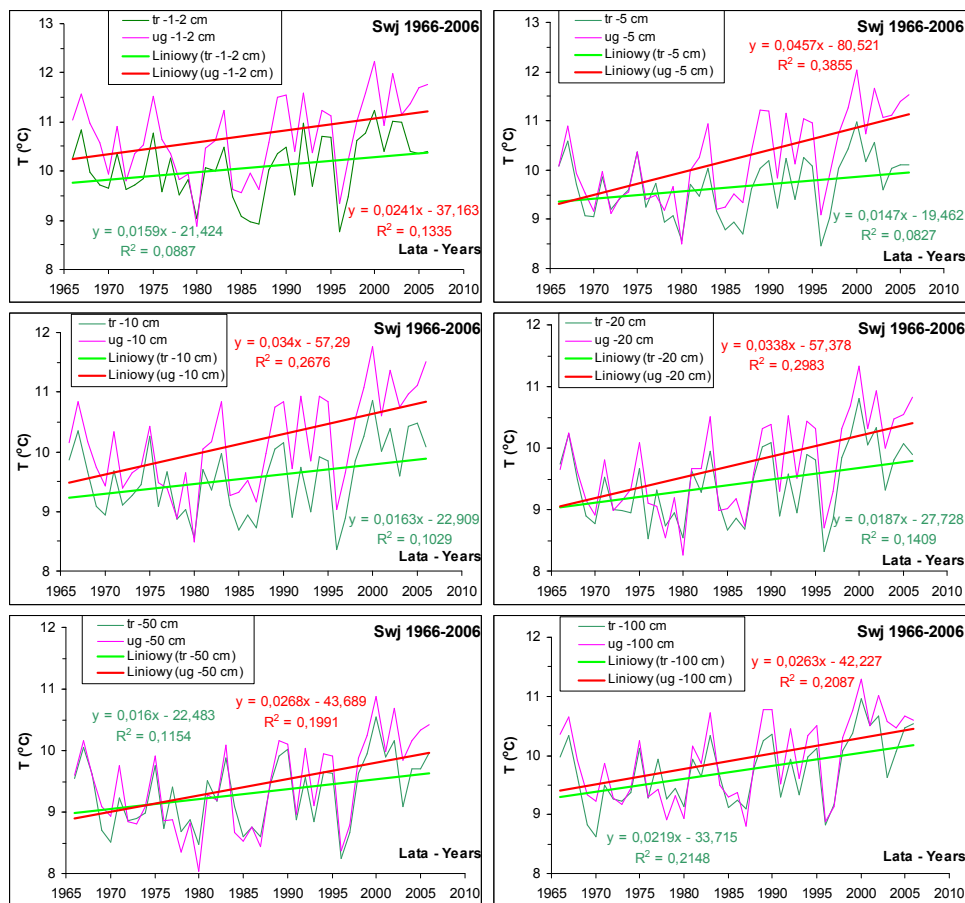 tr -1-2 cm
ug -1-2 cm
Liniowy (tr -1-2 cm)
Liniowy (ug -1-2 cm)
Swj 1966-2006
y = 0,0159x - 21,424
R² = 0,0887
y = 0,0241x - 37,163
R² = 0,1335
Lata - Years
T (°C)
13
12
11
10
9
8
1965 1970 1975 1980 1985 1990 1995 2000 2005 2010
tr -5 cm
ug -5 cm
Liniowy (tr -5 cm)
Liniowy (ug -5 cm)
Swj 1966-2006
y = 0,0457x - 80,521
R² = 0,3855
y = 0,0147x - 19,462
R² = 0,0827
Lata - Years
T (°C)
13
12
11
10
9
8
1965 1970 1975 1980 1985 1990 1995 2000 2005 2010
tr -10 cm
ug -10 cm
Liniowy (tr -10 cm)
Liniowy (ug -10 cm)
Swj 1966-2006
y = 0,034x - 57,29
R² = 0,2676
y = 0,0163x - 22,909
R² = 0,1029
Lata - Years
T (°C)
12
11
10
9
8
1965 1970 1975 1980 1985 1990 1995 2000 2005 2010
tr -20 cm
ug -20 cm
Liniowy (tr -20 cm)
Liniowy (ug -20 cm)
Swj 1966-2006
y = 0,0338x - 57,378
R² = 0,2983
y = 0,0187x - 27,728
R² = 0,1409
Lata - Years
T (°C)
12
11
10
9
8
1965 1970 1975 1980 1985 1990 1995 2000 2005 2010
tr -50 cm
ug -50 cm
Liniowy (tr -50 cm)
Liniowy (ug -50 cm)
Swj 1966-2006
y = 0,016x - 22,483
R² = 0,1154
y = 0,0268x - 43,689
R² = 0,1991
Lata - Years
T (°C)
12
11
10
9
8
1965 1970 1975 1980 1985 1990 1995 2000 2005 2010
tr -100 cm
ug -100 cm
Liniowy (tr -100 cm)
Liniowy (ug -100 cm)
Swj 1966-2006
y = 0,0263x - 42,227
R² = 0,2087
y = 0,0219x - 33,715
R² = 0,2148
Lata - Years
T (°C)
12
11
10
9
8
1965 1970 1975 1980 1985 1990 1995 2000 2005 2010